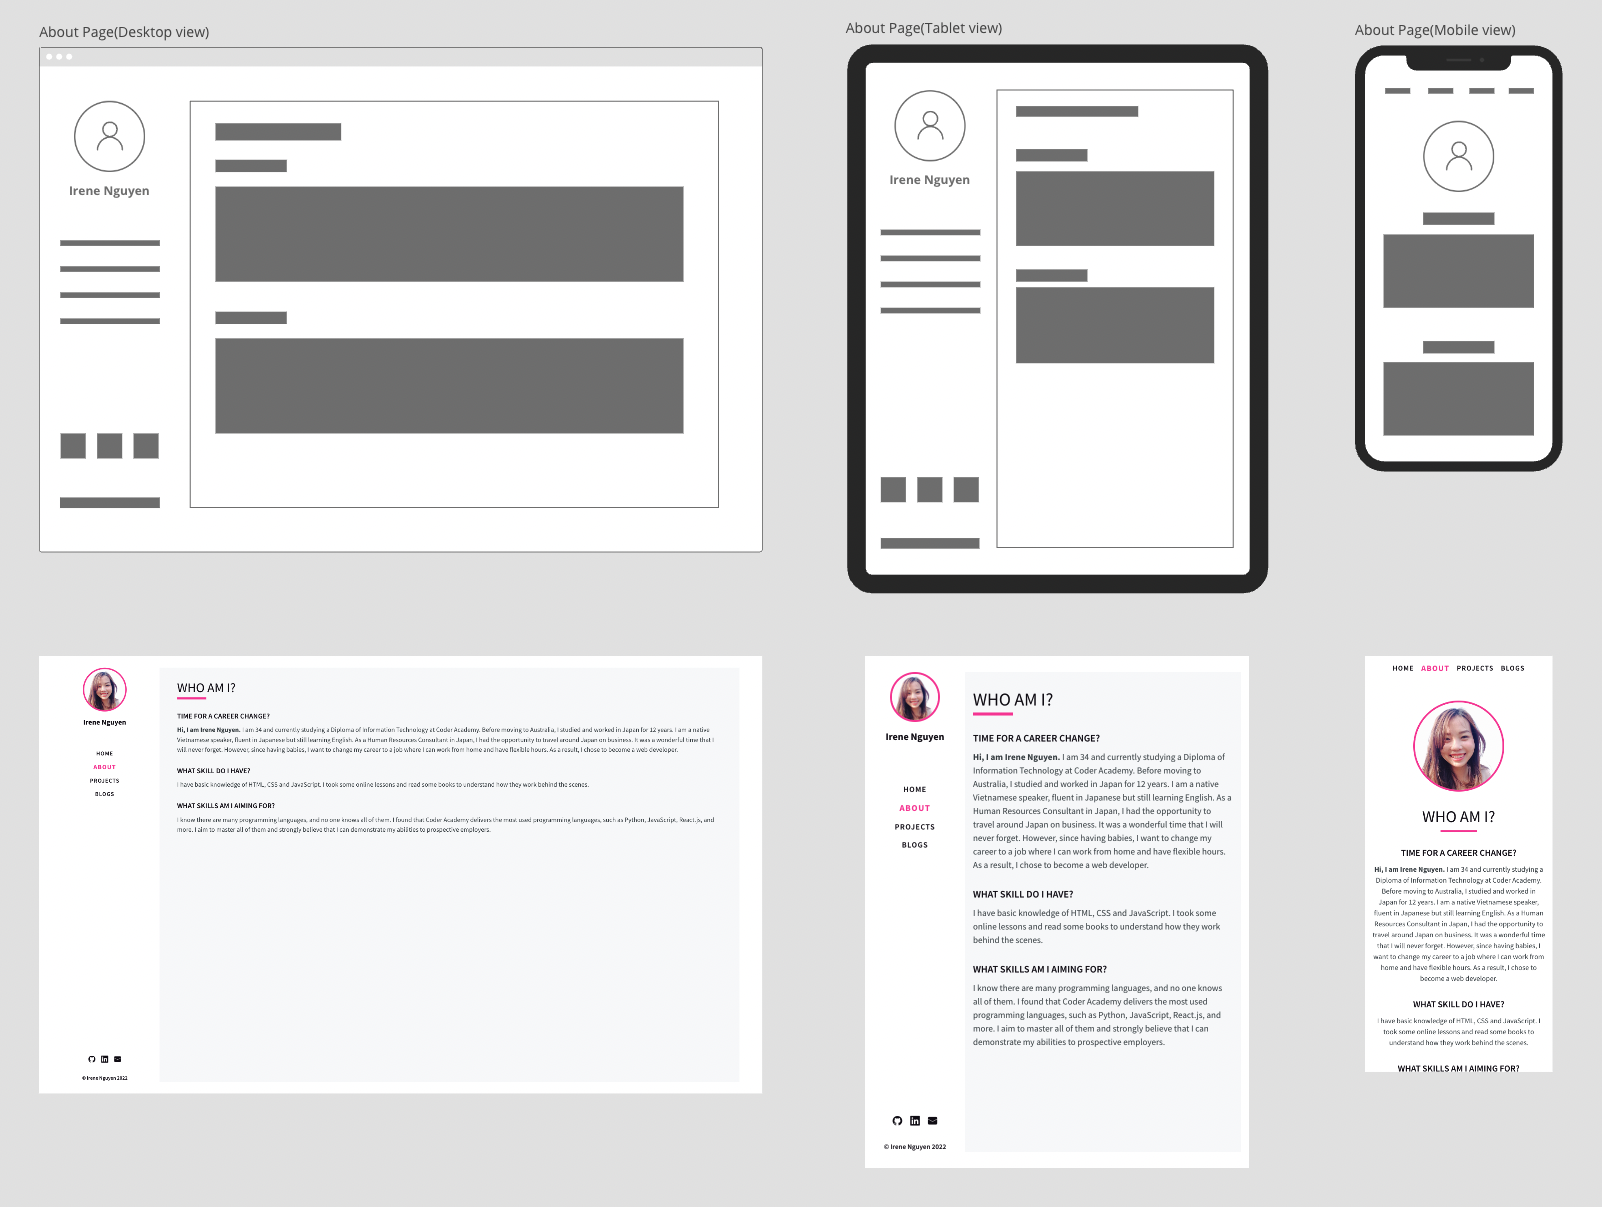 About Page(Desktop view)
Irene Nguyen
About Page(Tablet view)
Irene Nguyen
About Page(Mobile view)
Irene Nguyen
HOME
ABOUT
PROJECTS
BLOGS
© Irene Nguyen 2022
WHO AM I?
TIME FOR A CAREER CHANGE?
Hi, I am Irene Nguyen. I am 34 and currently studying a Diploma of Information Technology at Coder Academy. Before moving to Australia, I studied and worked in Japan for 12 years. I am a native
Vietnamese speaker, fluent in Japanese but still learning English. As a Human Resources Consultant in Japan, I had the opportunity to travel around Japan on business. It was a wonderful time that I
will never forget. However, since having babies, I want to change my career to a job where I can work from home and have flexible hours. As a result, I chose to become a web developer.
WHAT SKILL DO I HAVE?
I have basic knowledge of HTML, CSS and JavaScript. I took some online lessons and read some books to understand how they work behind the scenes.
WHAT SKILLS AM I AIMING FOR?
I know there are many programming languages, and no one knows all of them. I found that Coder Academy delivers the most used programming languages, such as Python, JavaScript, React.js, and
more. I aim to master all of them and strongly believe that I can demonstrate my abilities to prospective employers.
Irene Nguyen
HOME
ABOUT
PROJECTS
BLOGS
© Irene Nguyen 2022
WHO AM I?
TIME FOR A CAREER CHANGE?
Hi, I am Irene Nguyen. I am 34 and currently studying a Diploma of
Information Technology at Coder Academy. Before moving to
Australia, I studied and worked in Japan for 12 years. I am a native
Vietnamese speaker, fluent in Japanese but still learning English. As a
Human Resources Consultant in Japan, I had the opportunity to
travel around Japan on business. It was a wonderful time that I will
never forget. However, since having babies, I want to change my
career to a job where I can work from home and have flexible hours.
As a result, I chose to become a web developer.
WHAT SKILL DO I HAVE?
I have basic knowledge of HTML, CSS and JavaScript. I took some
online lessons and read some books to understand how they work
behind the scenes.
WHAT SKILLS AM I AIMING FOR?
I know there are many programming languages, and no one knows
all of them. I found that Coder Academy delivers the most used
programming languages, such as Python, JavaScript, React.js, and
more. I aim to master all of them and strongly believe that I can
demonstrate my abilities to prospective employers.
HOME ABOUT PROJECTS BLOGS
WHO AM I?
TIME FOR A CAREER CHANGE?
Hi, I am Irene Nguyen. I am 34 and currently studying a
Diploma of Information Technology at Coder Academy.
Before moving to Australia, I studied and worked in
Japan for 12 years. I am a native Vietnamese speaker,
fluent in Japanese but still learning English. As a Human
Resources Consultant in Japan, I had the opportunity to
travel around Japan on business. It was a wonderful time
that I will never forget. However, since having babies, I
want to change my career to a job where I can work from
home and have flexible hours. As a result, I chose to
become a web developer.
WHAT SKILL DO I HAVE?
I have basic knowledge of HTML, CSS and JavaScript. I
took some online lessons and read some books to
understand how they work behind the scenes.
WHAT SKILLS AM I AIMING FOR?